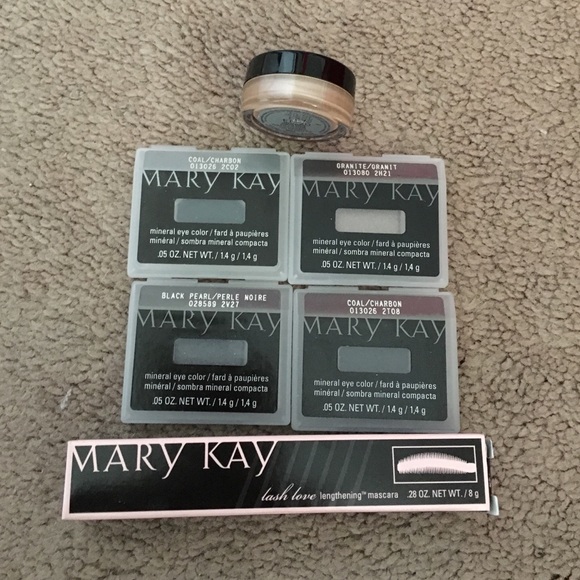 COAL/CHARBON
013026 2C02
MARY KAY
mineral eye color / fard à paupières
minéral / sombra mineral compacta
.05 OZ. NET WT. / 1.4 g / 1,4 g
GRANITE/GRANIT
013080 2H21
MARY KAY
mineral eye color / fard à paupières
minéral / sombra mineral compacta
.05 OZ. NET WT. / 1.4 g / 1,4 g
BLACK PEARL/PERLE NOIRE
028589 2V27
MARY KAY
mineral eye color / fard à paupières
minéral / sombra mineral compacta
.05 OZ. NET WT. / 1.4 g / 1,4 g
COAL/CHARBON
013026 2T08
MARY KAY
mineral eye color / fard à paupières
minéral / sombra mineral compacta
.05 OZ. NET WT. / 1.4 g / 1,4 g
MARY KAY
lash love lengthening™ mascara .28 OZ. NET WT. / 8 g